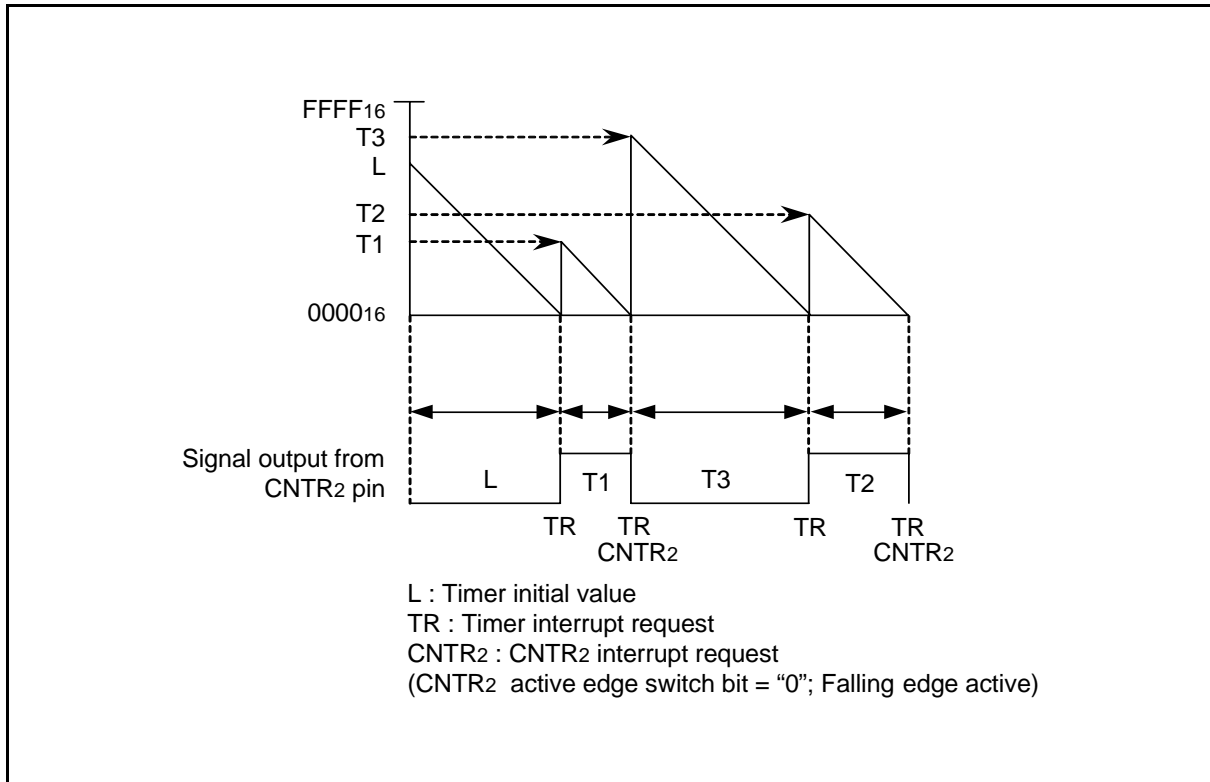 FFFF16
T3
L
T2
T1
000016
Signal output from
CNTR2 pin
L
T1
T3
T2
TR
TR
CNTR2
TR
TR
CNTR2
L : Timer initial value
TR : Timer interrupt request
CNTR2 : CNTR2 interrupt request
(CNTR2 active edge switch bit = “0”; Falling edge active)